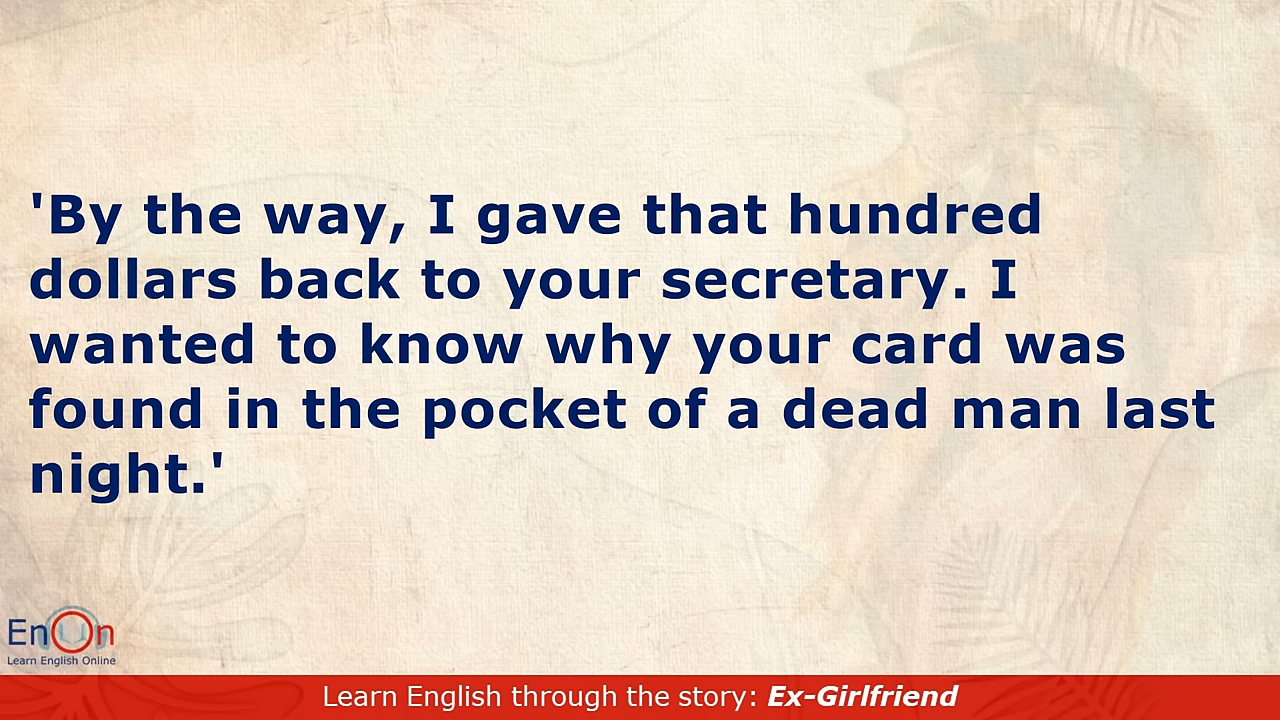 'By the way, I gave that hundred
dollars back to your secretary. I
wanted to know why your card was
found in the pocket of a dead man last
night.'
EnOn
Learn English Online
Learn English through the story: Ex-Girlfriend